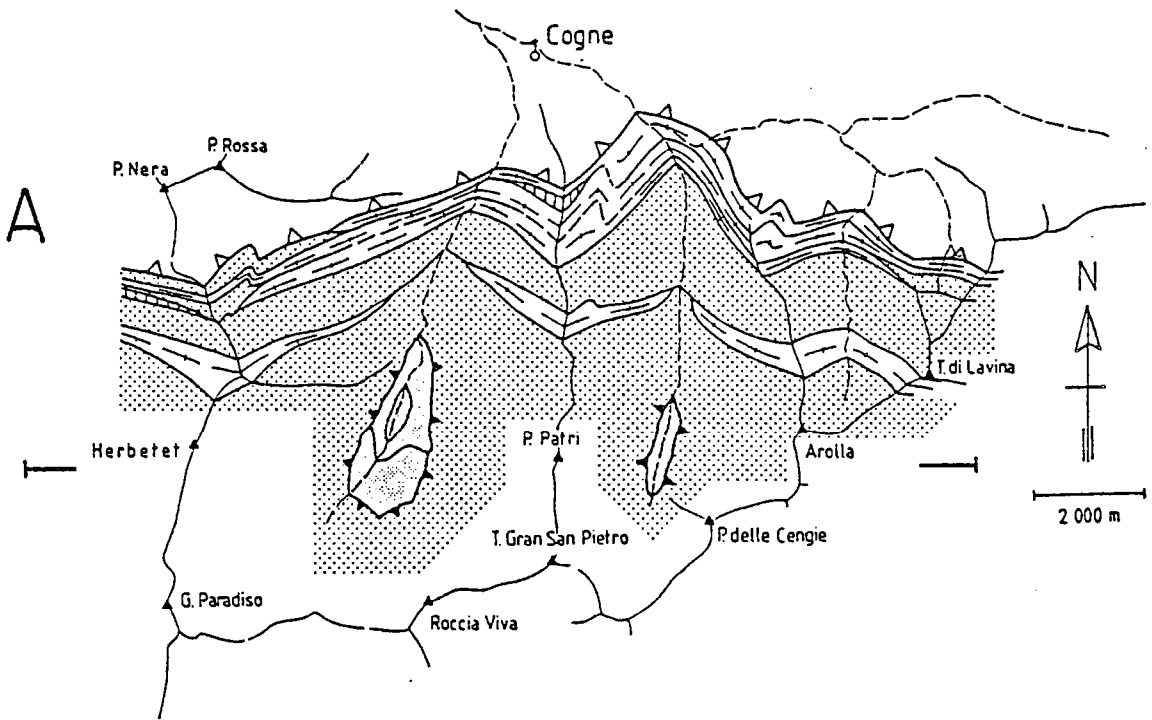 Cogne
P. Rossa
P. Nera
A
N
T. di Lavina
Herbetet
P. Patri
Arolla
2 000 m
T. Gran San Pietro
P. delle Cengie
G. Paradiso
Roccia Viva